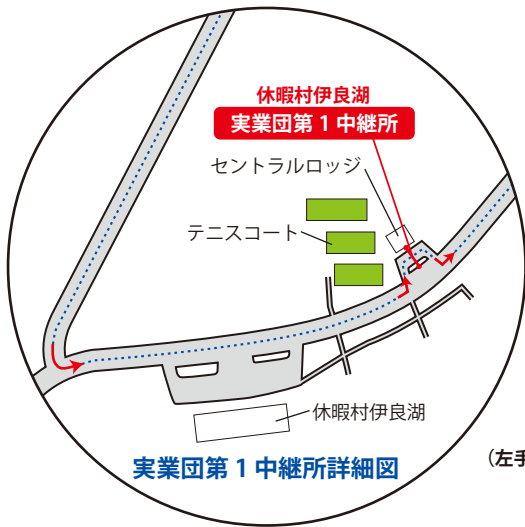 休暇村伊良湖
実業団第1中継所
セントラルロッジ
テニスコート
休暇村伊良湖
実業団第1中継所詳細図
(左手